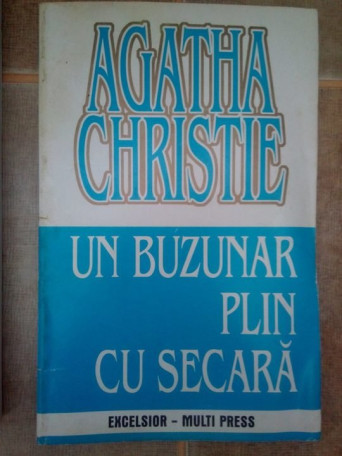 AGATHA
CHRISTIE
UN BUZUNAR
PLIN
CU SECARĂ
EXCELSIOR - MULTI PRESS